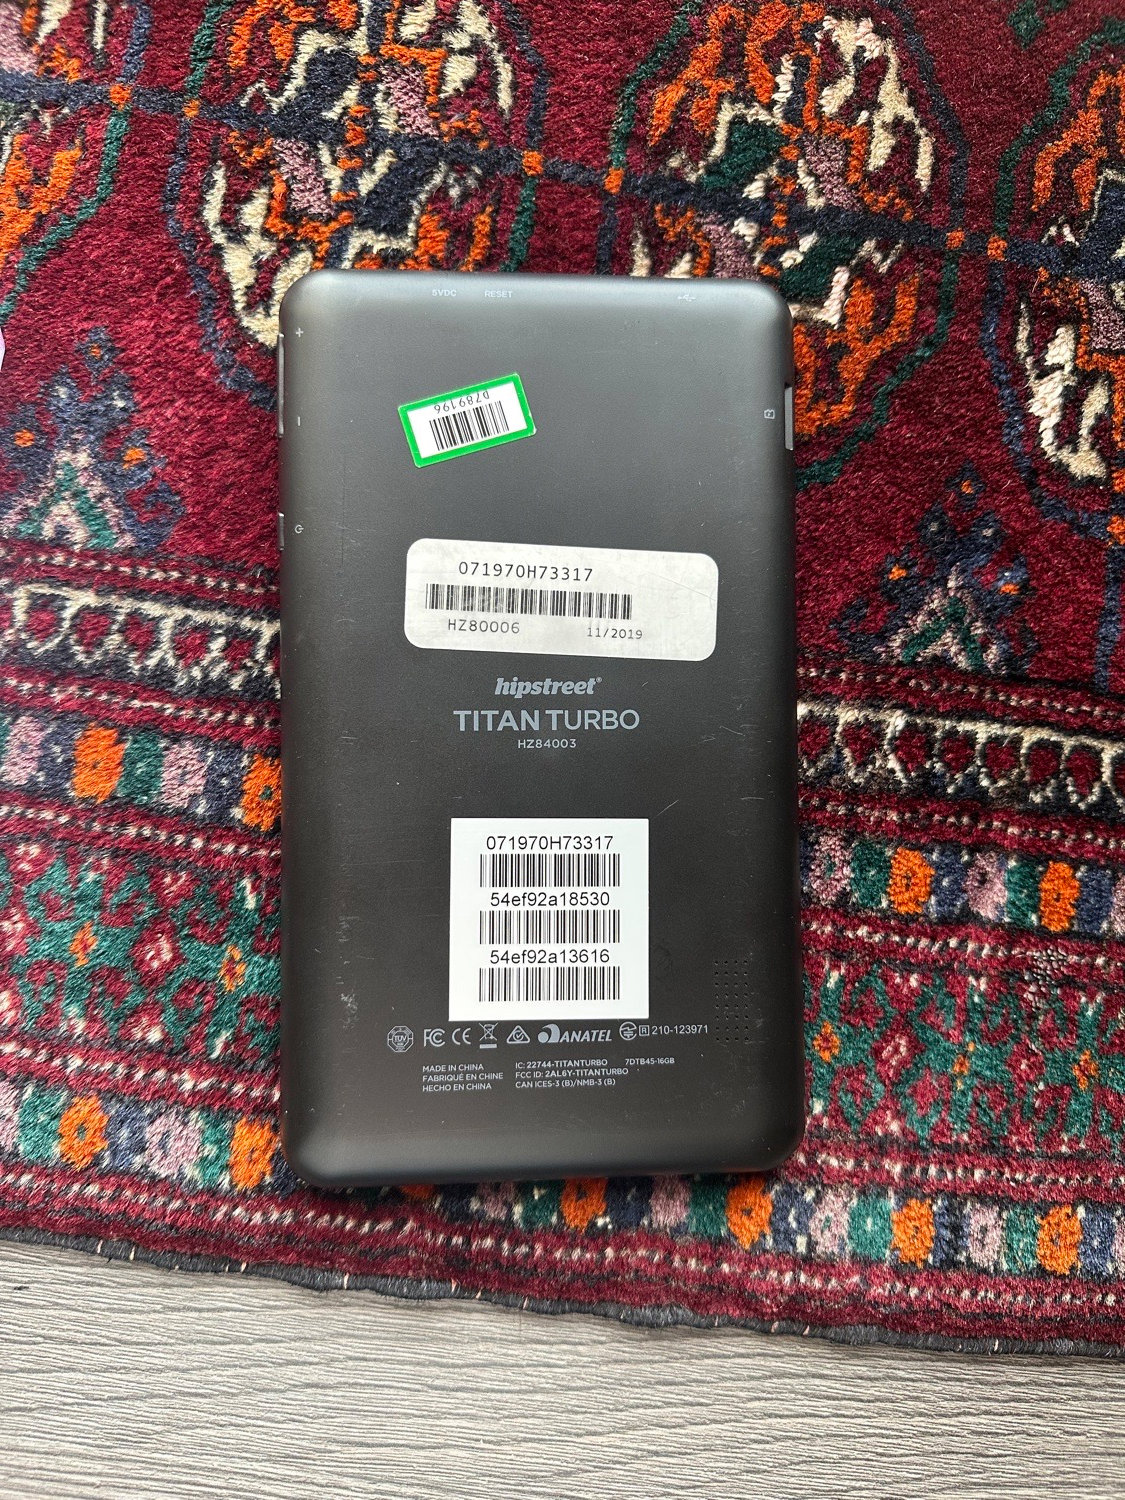 5VDC RESET
0789196
071970H73317
HZ80006 11/2019
hipstreet®
TITAN TURBO
HZ84003
071970H73317
54ef92a18530
54ef92a13616
TÜV FC CE ANATEL R 210-123971
MADE IN CHINA IC: 22744-TITANTURBO 7DTB45-16GB
FABRIQUÉ EN CHINE FCC ID: 2AL6Y-TITANTURBO
HECHO EN CHINA CAN ICES-3 (B)/NMB-3 (B)